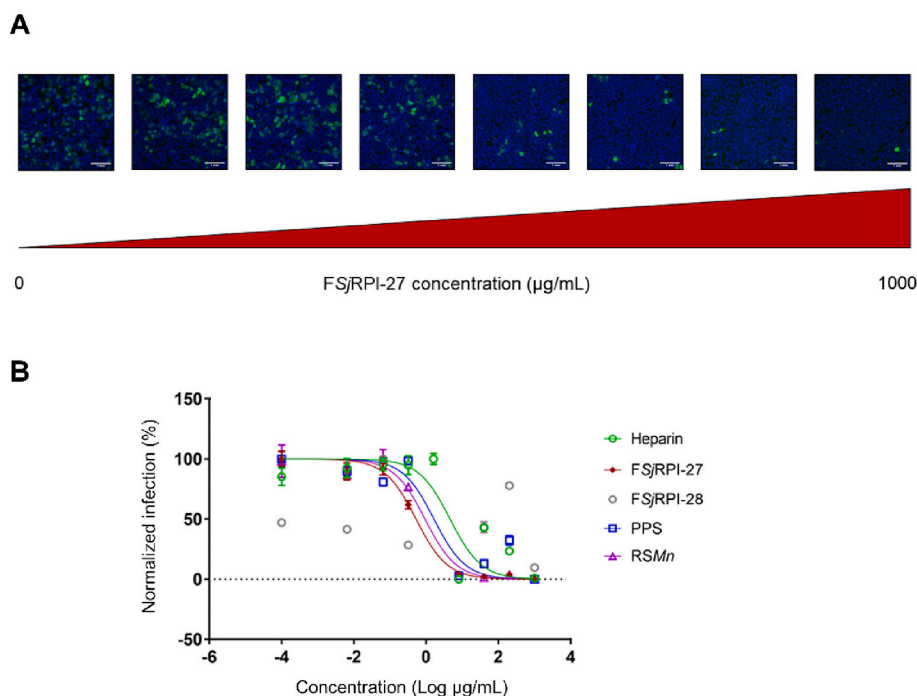 A
0 FSjRPI-27 concentration (µg/mL) 1000
B
Normalized infection (%)
150
100
50
0
-50
-6 -4 -2 0 2 4
Concentration (Log µg/mL)
Heparin
FSjRPI-27
FSjRPI-28
PPS
RSMn